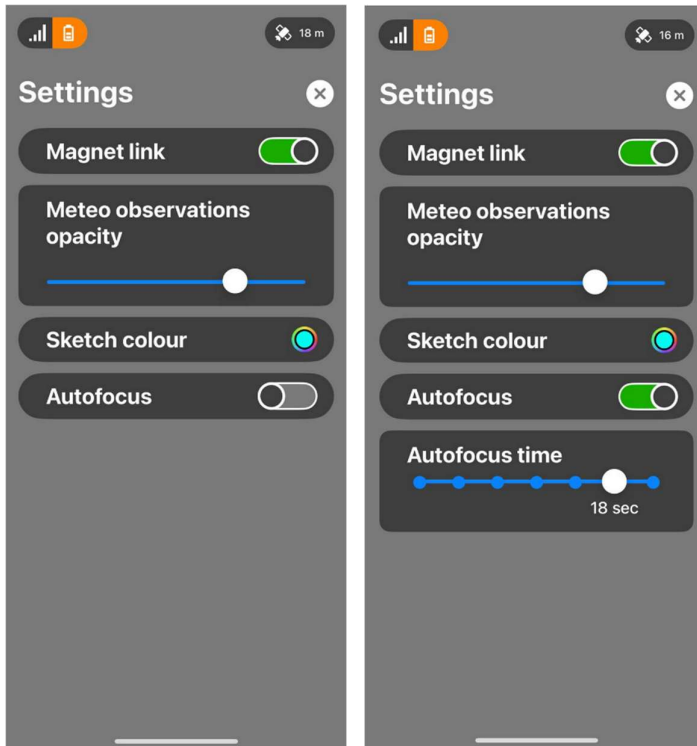 18 m
Settings
Magnet link
Meteo observations
opacity
Sketch colour
Autofocus
16 m
Settings
Magnet link
Meteo observations
opacity
Sketch colour
Autofocus
Autofocus time
18 sec